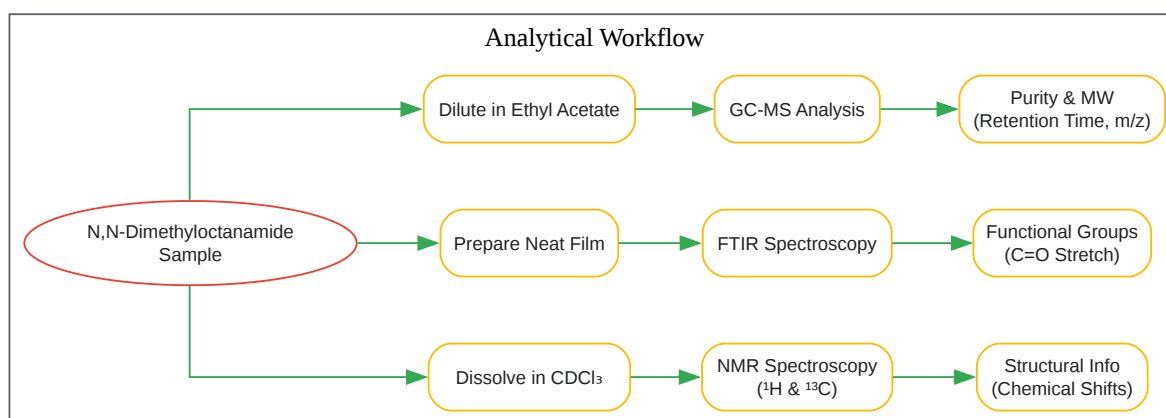 Analytical Workflow
Dilute in Ethyl Acetate
GC-MS Analysis
Purity & MW
(Retention Time, m/z)
N,N-Dimethyloctanamide
Sample
Prepare Neat Film
FTIR Spectroscopy
Functional Groups
(C=O Stretch)
Dissolve in CDCl₃
NMR Spectroscopy
(¹H & ¹³C)
Structural Info
(Chemical Shifts)